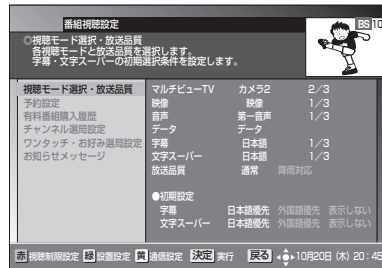 番組視聴設定
BS 10
◎視聴モード選択・放送品質
各視聴モードと放送品質を選択します。
字幕・文字スーパーの初期選択条件を設定します。
視聴モード選択・放送品質
予約設定
有料番組購入履歴
チャンネル選局設定
ワンタッチ・お好み選局設定
お知らせメッセージ
マルチビューTV カメラ2 2/3
映像 映像 1/3
音声 第一音声 1/3
データ データ
字幕 日本語 1/3
文字スーパー 日本語 1/3
放送品質 通常 降雨対応
●初期設定
字幕 日本語優先 外国語優先 表示しない
文字スーパー 日本語優先 外国語優先 表示しない
赤 視聴制限設定 緑 設置設定 黄 通信設定 決定 実行 戻る 10月20日 (木) 20:45